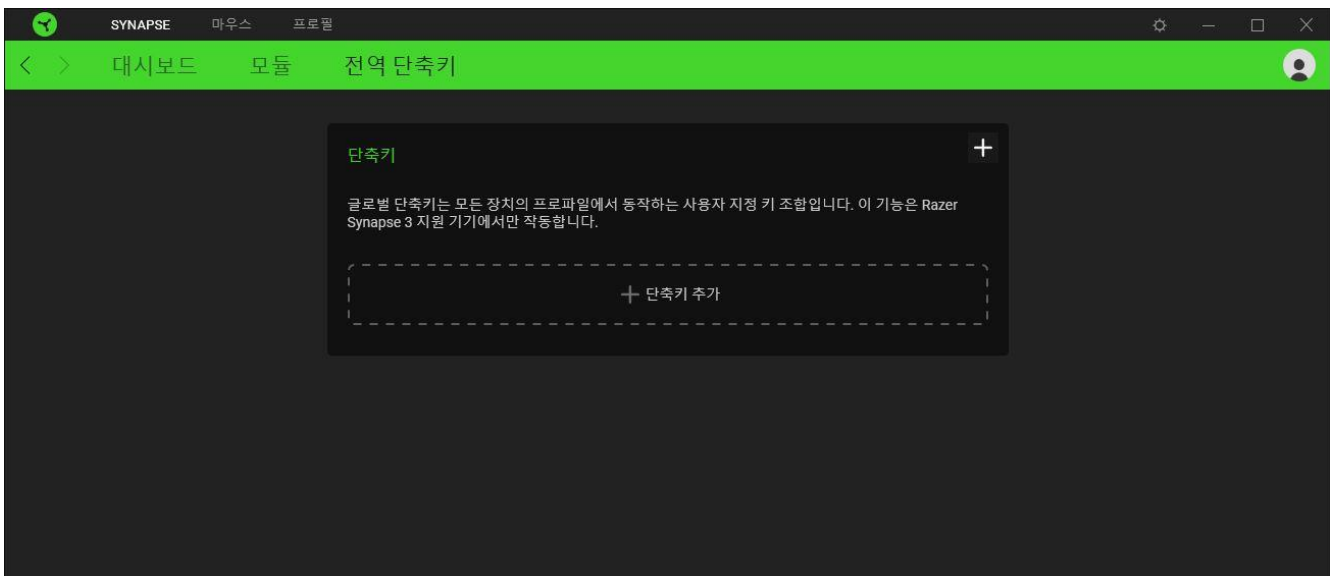 SYNAPSE 마우스 프로필
대시보드 모듈 전역 단축키
단축키
글로벌 단축키는 모든 장치의 프로파일에서 동작하는 사용자 지정 키 조합입니다. 이 기능은 Razer
Synapse 3 지원 기기에서만 작동합니다.
단축키 추가